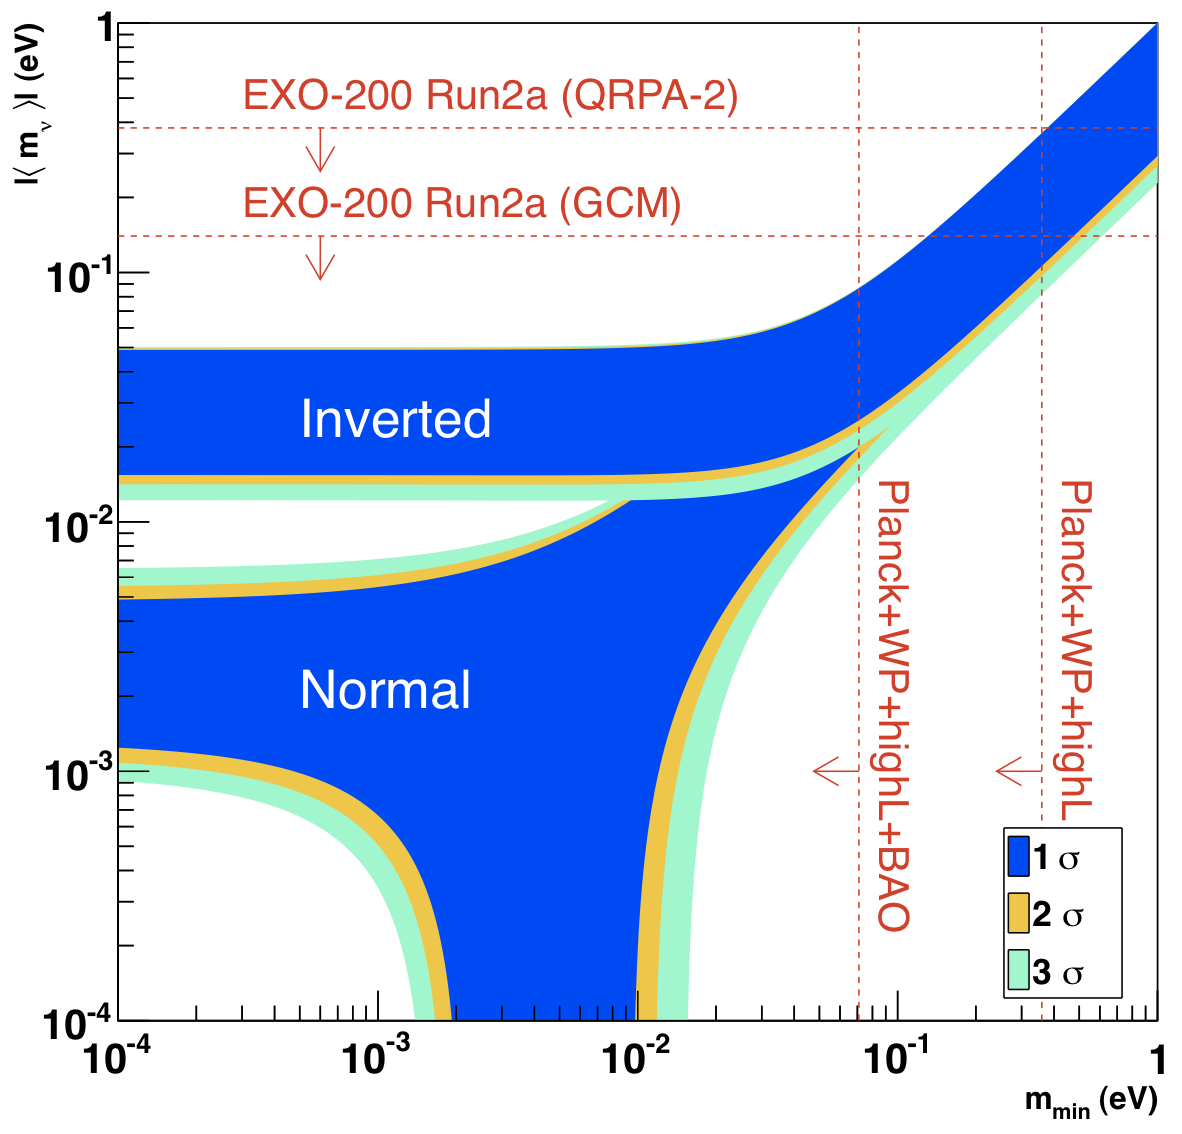 |⟨ mν ⟩| (eV)
1
10-1
10-2
10-3
10-4
EXO-200 Run2a (QRPA-2)
EXO-200 Run2a (GCM)
Inverted
Normal
Planck+WP+highL+BAO
Planck+WP+highL
1 σ
2 σ
3 σ
10-4 10-3 10-2 10-1 1
mmin (eV)